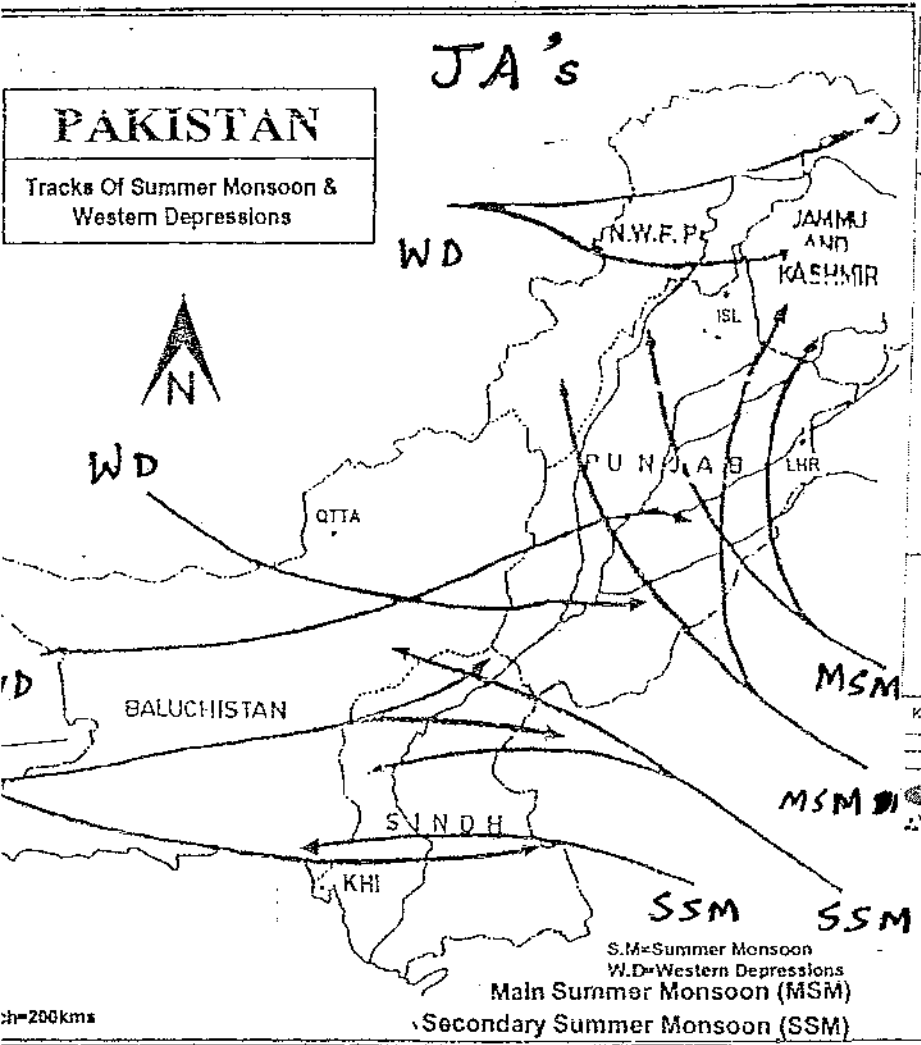 JA's
PAKISTAN
Tracks Of Summer Monsoon &
Western Depressions
WD
N.W.F.P
JAMMU
AND
KASHMIR
ISL
N
WD
PUNJAB
LHR
QTTA
MSM
BALUCHISTAN
MSM
SINDH
KHI
SSM
SSM
S.M=Summer Monsoon
W.D=Western Depressions
Main Summer Monsoon (MSM)
=200kms
Secondary Summer Monsoon (SSM)